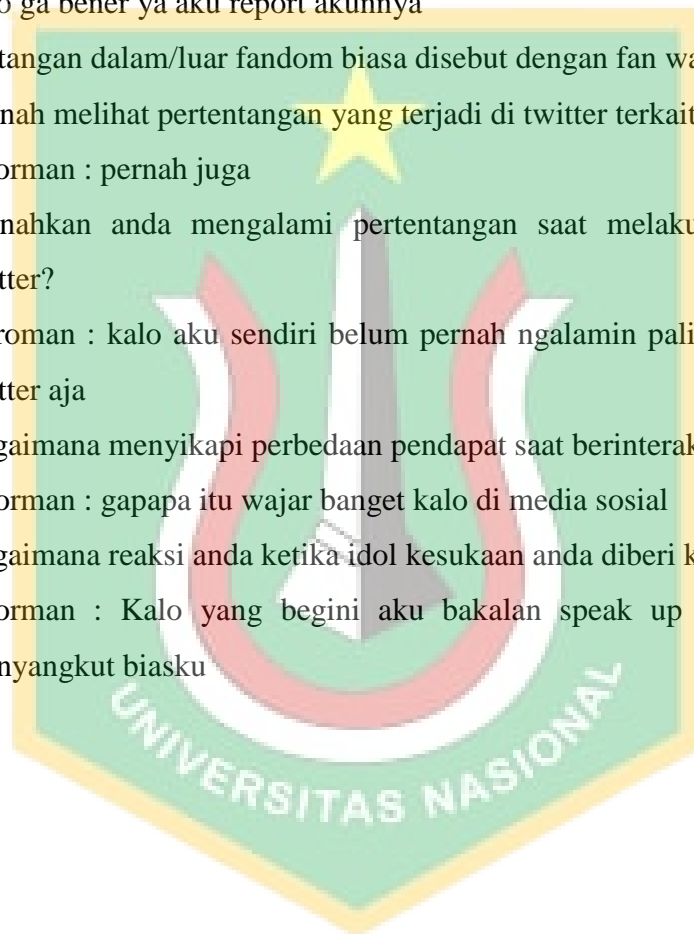 o ga bener ya aku report akunnya
tangan dalam/luar fandom biasa disebut dengan fan wa
nah melihat pertentangan yang terjadi di twitter terkait
orman : pernah juga
nahkan anda mengalami pertentangan saat melaku
tter?
roman : kalo aku sendiri belum pernah ngalamin pali
tter aja
gaimana menyikapi perbedaan pendapat saat berinterak
orman : gapapa itu wajar banget kalo di media sosial
gaimana reaksi anda ketika idol kesukaan anda diberi k
orman : Kalo yang begini aku bakalan speak up
nyangkut biasku
UNIVERSITAS NASIONAL